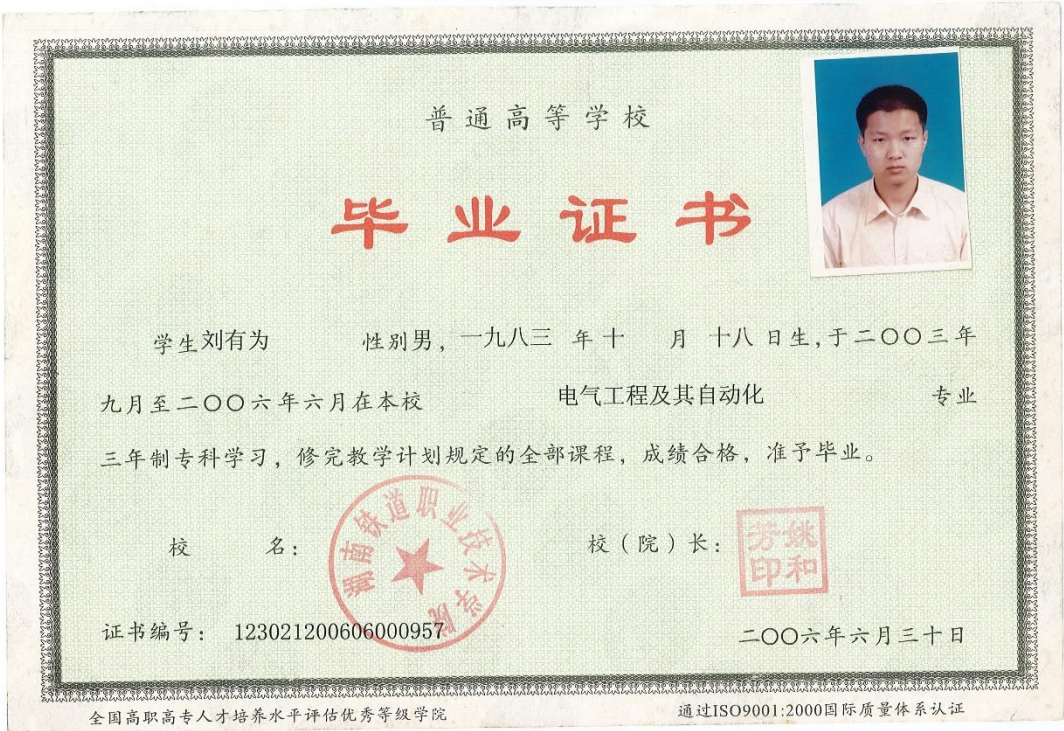 普通高等学校
毕业证书
学生刘有为 性别男，一九八三 年十 月 十八 日生，于二〇〇三年
九月至二〇〇六年六月在本校 电气工程及其自动化 专业
三年制专科学习，修完教学计划规定的全部课程，成绩合格，准予毕业。
湖南铁道职业技术学院
校 名：
校（院）长：
姚和芳印
证书编号： 123021200606000957
二〇〇六年六月三十日
全国高职高专人才培养水平评估优秀等级学院
通过ISO9001:2000国际质量体系认证